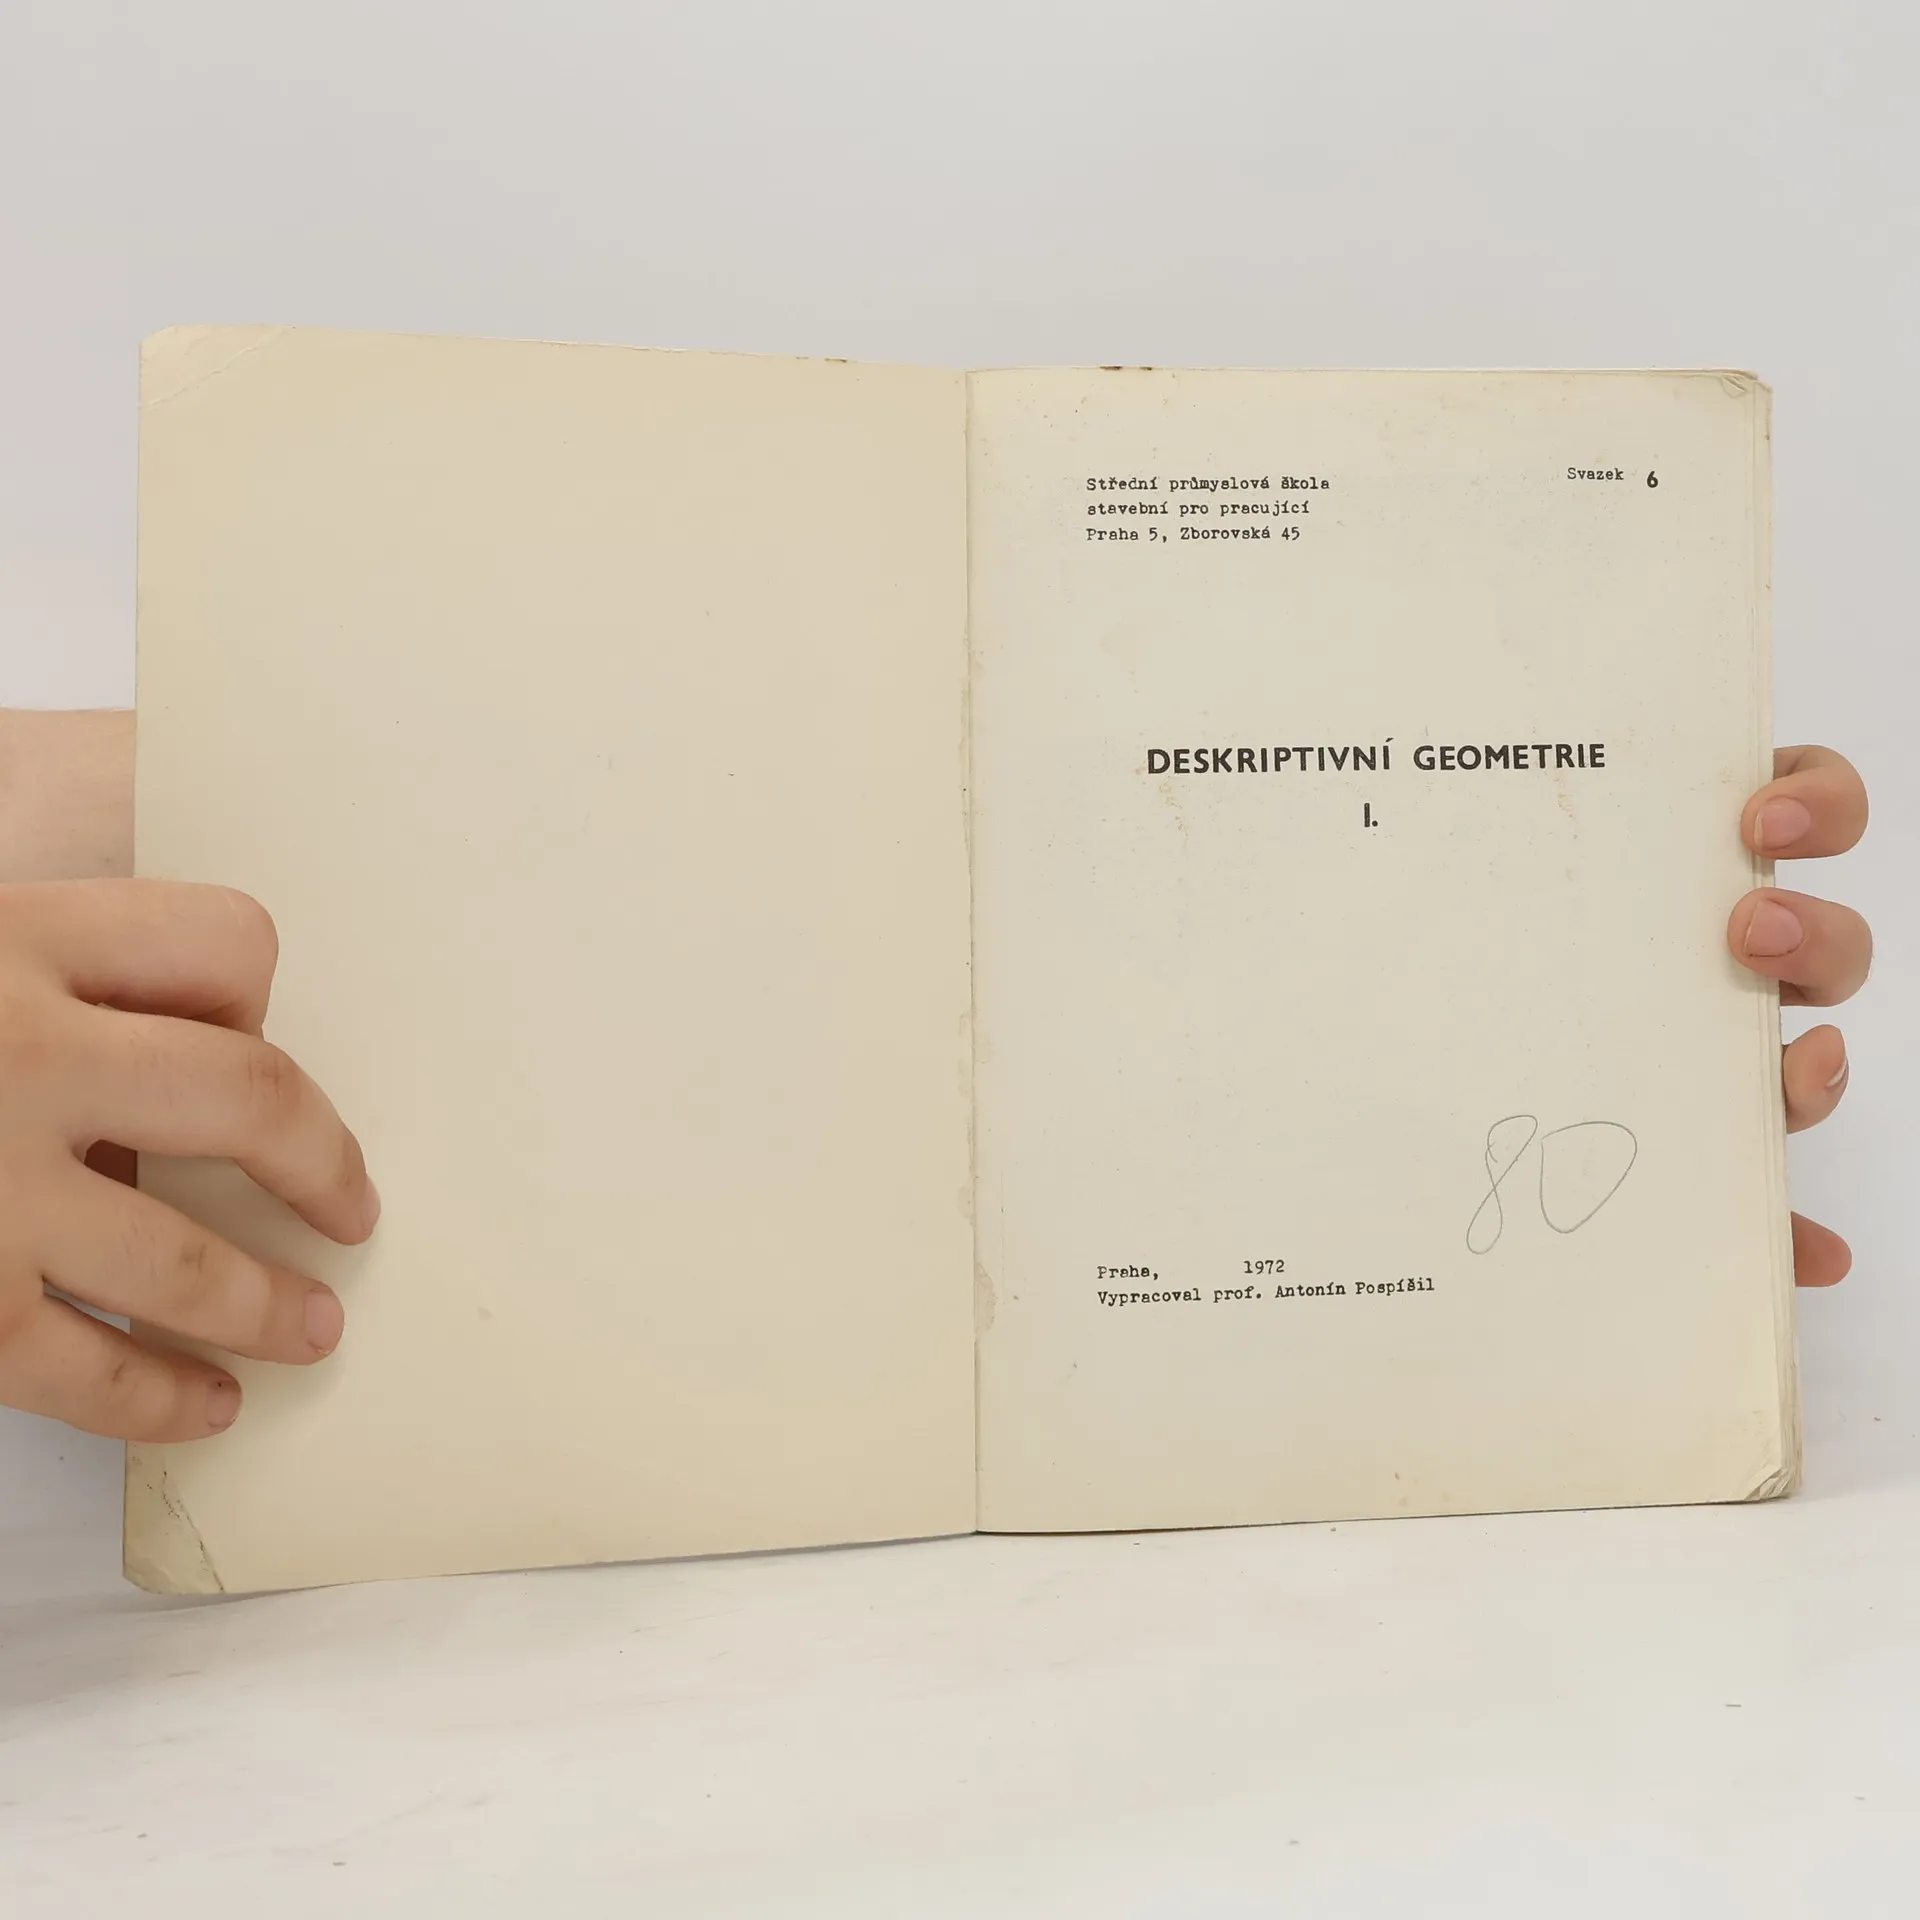 Střední průmyslová škola
stavební pro pracující
Praha 5, Zborovská 45
Svazek 6
DESKRIPTIVNÍ GEOMETRIE
I.
80
Praha, 1972
Vypracoval prof. Antonín Pospíšil